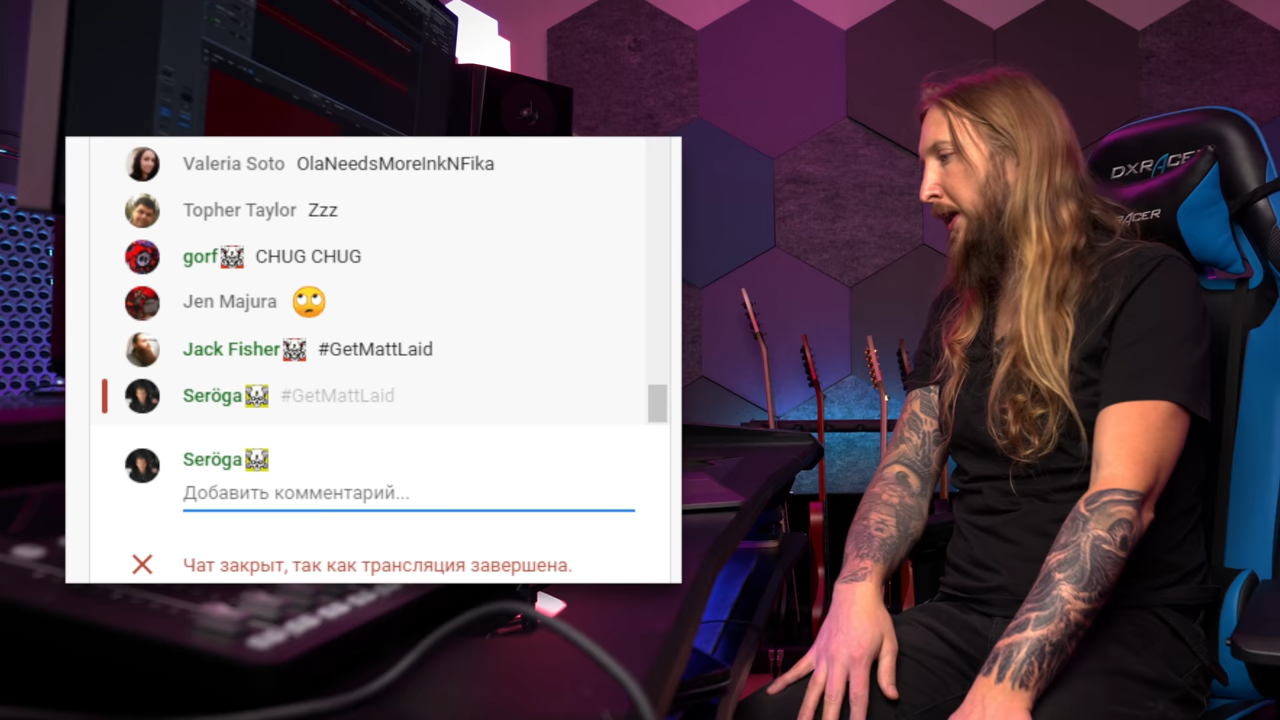 Valeria Soto OlaNeedsMoreInkNFika
Topher Taylor Zzz
gorf CHUG CHUG
Jen Majura 🙄
Jack Fisher #GetMattLaid
Seröga #GetMattLaid
Seröga
Добавить комментарий...
Чат закрыт, так как трансляция завершена.
DXRACER
RACER